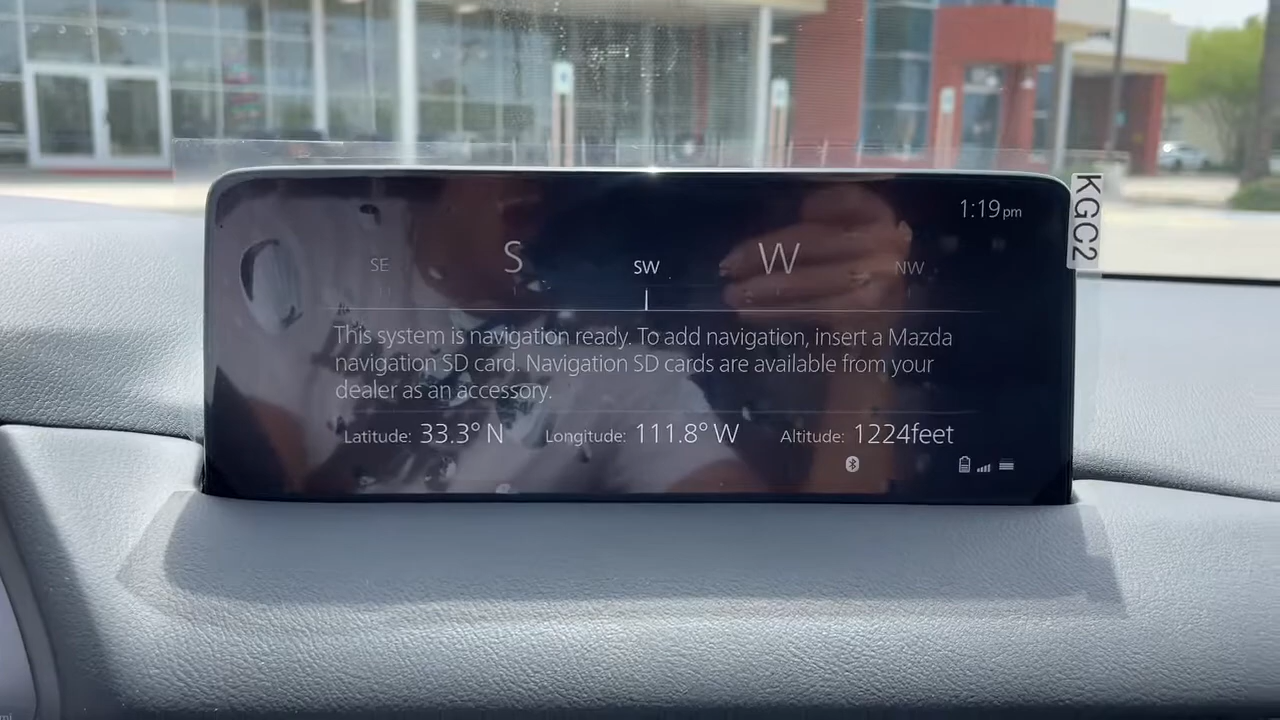 1:19pm
SE S SW W NW
This system is navigation ready. To add navigation, insert a Mazda
navigation SD card. Navigation SD cards are available from your
dealer as an accessory.
Latitude: 33.3° N Longitude: 111.8° W Altitude: 1224feet
KGC2
mi